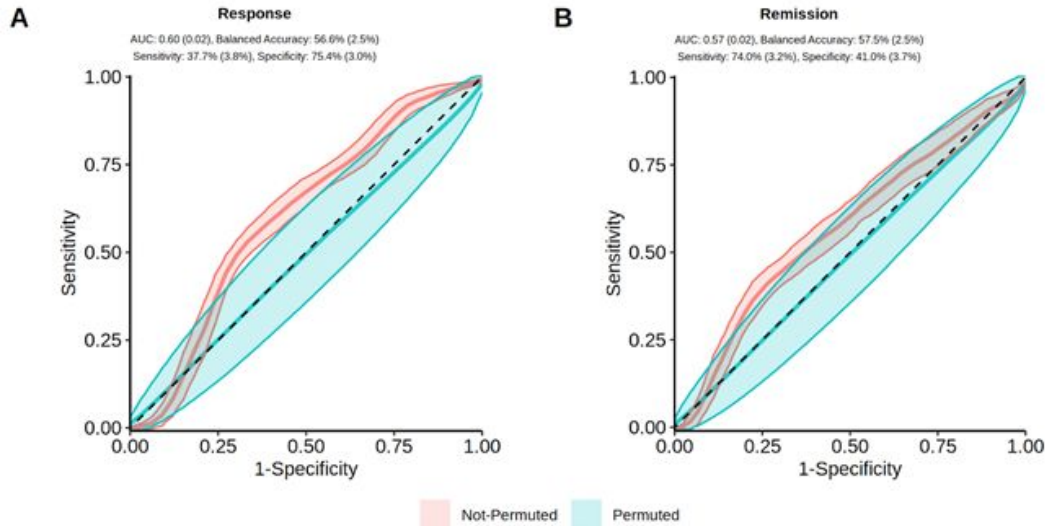 A
Response
AUC: 0.60 (0.02), Balanced Accuracy: 56.6% (2.5%)
Sensitivity: 37.7% (3.8%), Specificity: 75.4% (3.0%)
1.00
0.75
0.50
0.25
0.00
Sensitivity
0.00 0.25 0.50 0.75 1.00
1-Specificity
B
Remission
AUC: 0.57 (0.02), Balanced Accuracy: 57.5% (2.5%)
Sensitivity: 74.0% (3.2%), Specificity: 41.0% (3.7%)
1.00
0.75
0.50
0.25
0.00
Sensitivity
0.00 0.25 0.50 0.75 1.00
1-Specificity
Not-Permuted Permuted